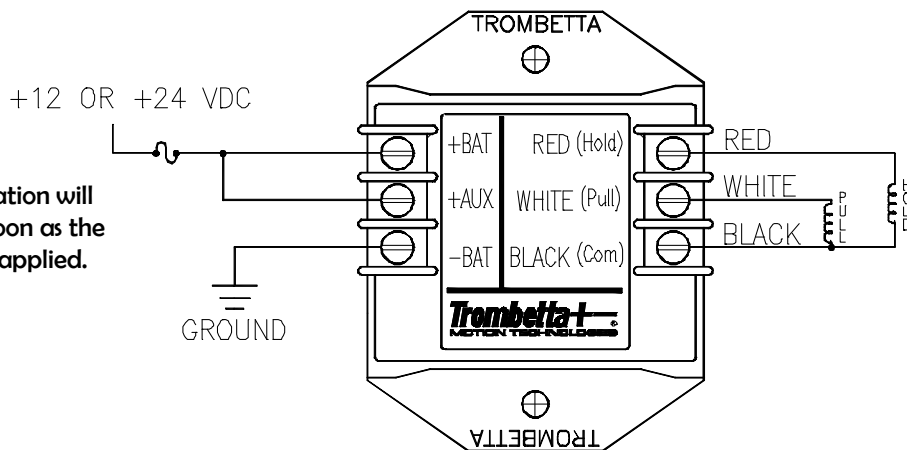 TROMBETTA
+12 OR +24 VDC
ation will
oon as the
applied.
+BAT
RED (Hold)
RED
+AUX
WHITE (Pull)
WHITE
-BAT
BLACK (Com)
BLACK
PULL
HOLD
GROUND
Trombetta
MOTION TECHNOLOGIES
®
TROMBETTA